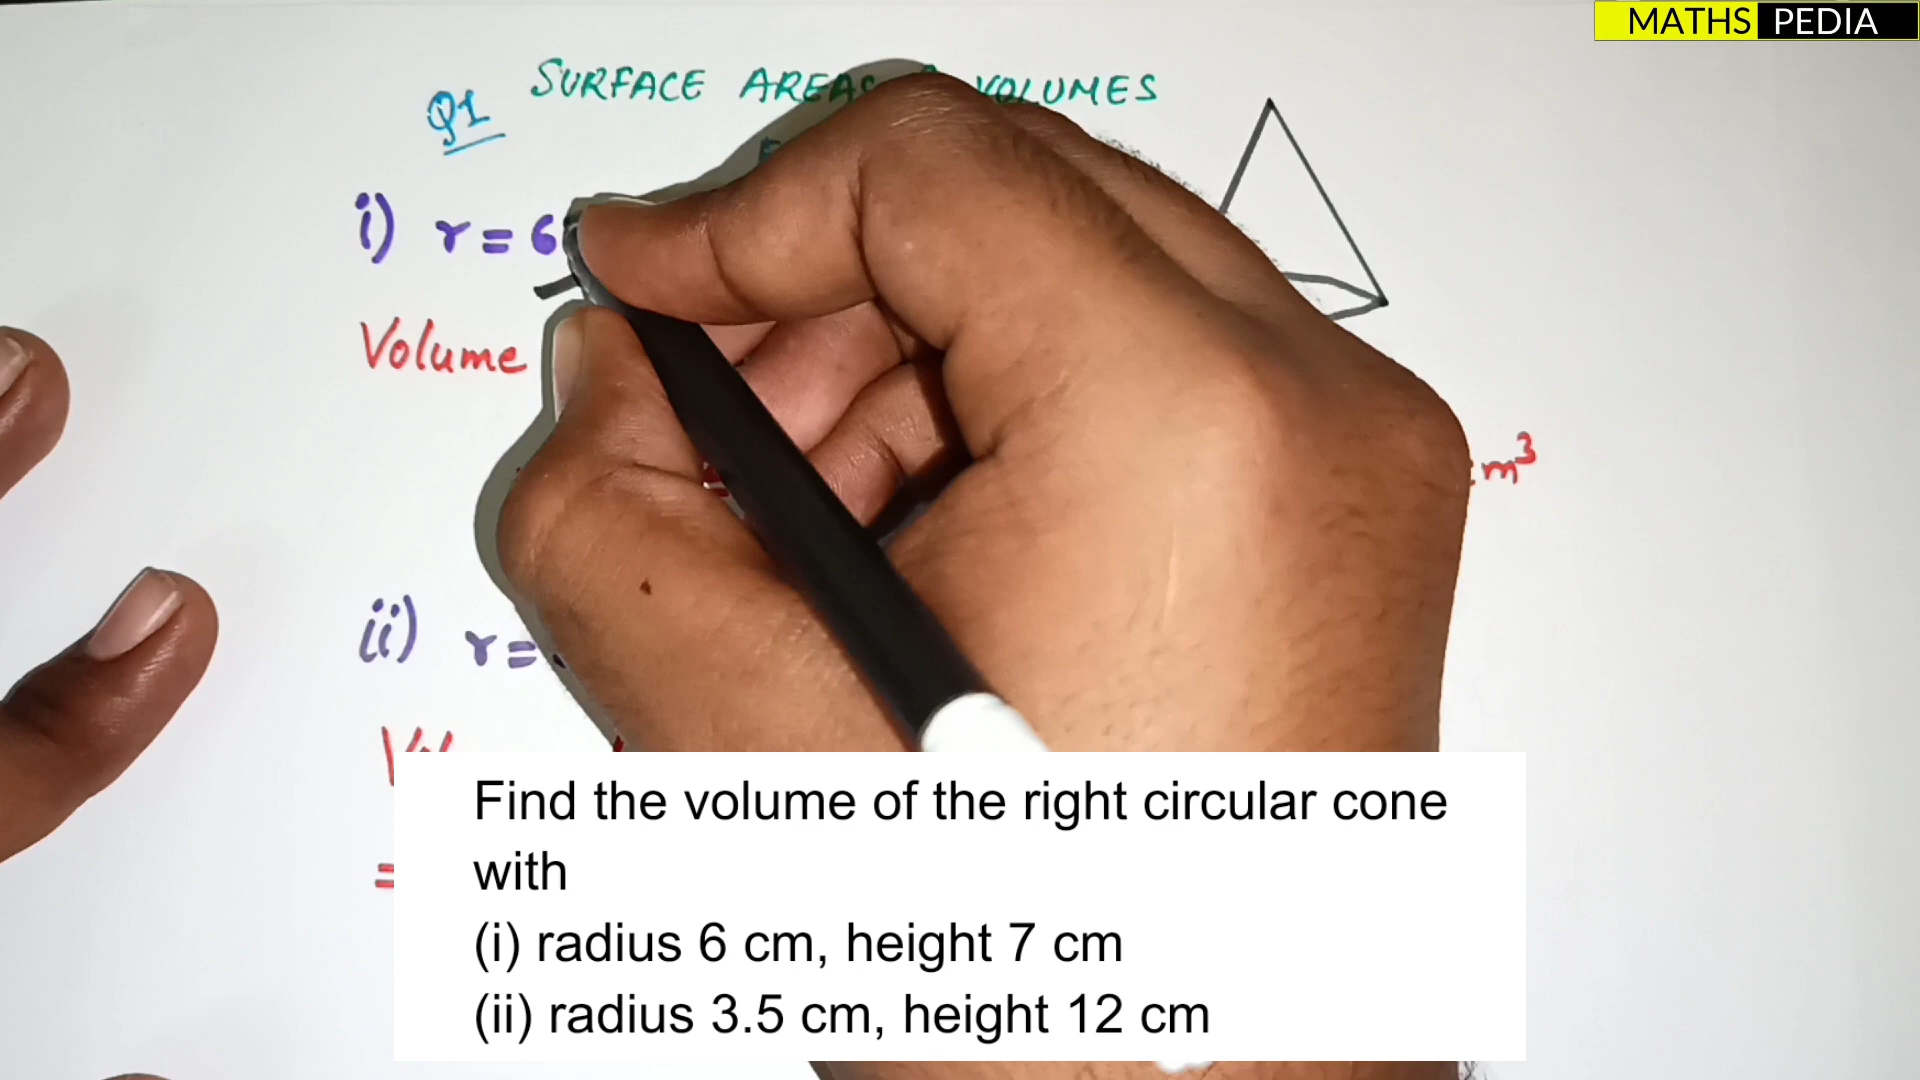 MATHS PEDIA
SURFACE AREAS VOLUMES
Q1
i) r = 6
Volume
m³
ii) r =
=
Find the volume of the right circular cone
with
(i) radius 6 cm, height 7 cm
(ii) radius 3.5 cm, height 12 cm